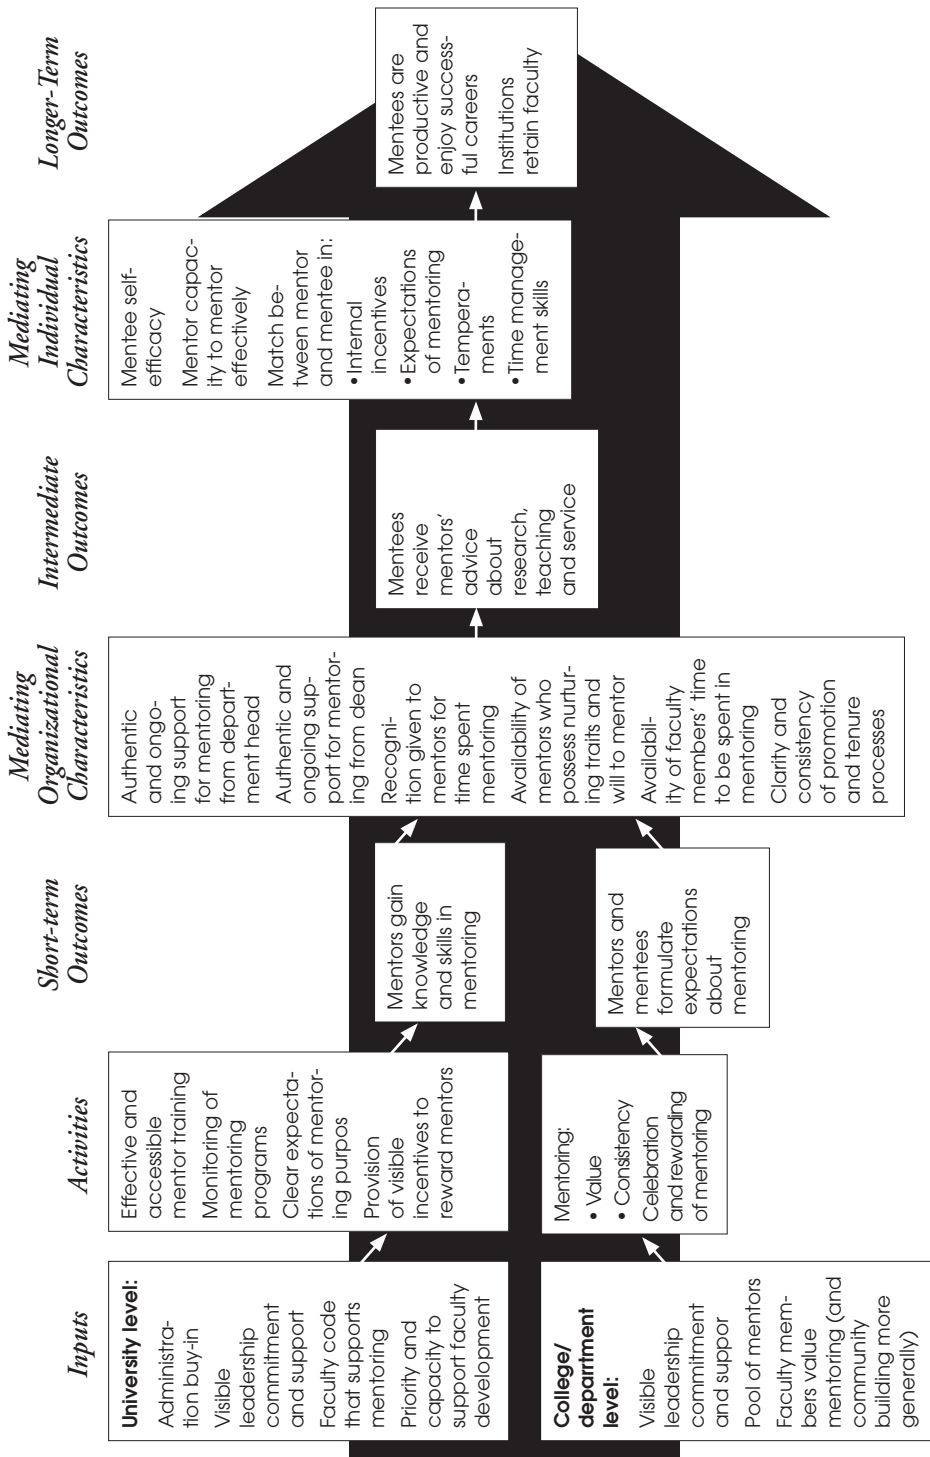 Inputs
University level:
Administra-
tion buy-in
Visible
leadership
commitment
and support
Faculty code
that supports
mentoring
Priority and
capacity to
support faculty
development
College/
deparrtment
level:
Visible
leadership
commitment
and suppor
Pool of mentors
Faculty mem-
bers value
mentoring (and
community
building more
generally)
Activities
Effective and
accessible
mentor training
Monitoring of
mentoring
programs
Clear expecta-
tions of mentor-
ing purpos
Provision
of visible
incentives to
reward mentors
Mentoring:
• Value
• Consistency
Celebration
and rewarding
of mentoring
Short-term
Outcomes
Mentors gain
knowledge
and skills in
mentoring
Mentors and
mentees
formulate
expectations
about
mentoring
Mediating
Organizational
Characteristics
Authentic
and ongo-
ing support
for mentoring
from depart-
ment head
Authentic and
ongoing sup-
port for mentor-
ing from dean
Recogni-
tion given to
mentors for
time spent
mentoring
Availability of
mentors who
possess nurtur-
ing traits and
will to mentor
Availabil-
ity of faculty
members' time
to be spent in
mentoring
Clarity and
consistency
of promotion
and tenure
processes
Intermediate
Outcomes
Mentees
receive
mentors'
advice
about
research,
teaching
and service
Mediating
Individual
Characteristics
Mentee self-
efficacy
Mentor capac-
ity to mentor
effectively
Match be-
tween mentor
and mentee in:
• Internal
incentives
• Expectations
of mentoring
• Tempera-
ments
• Time manage-
ment skills
Longer-Term
Outcomes
Mentees are
productive and
enjoy success-
ful careers
Institutions
retain faculty